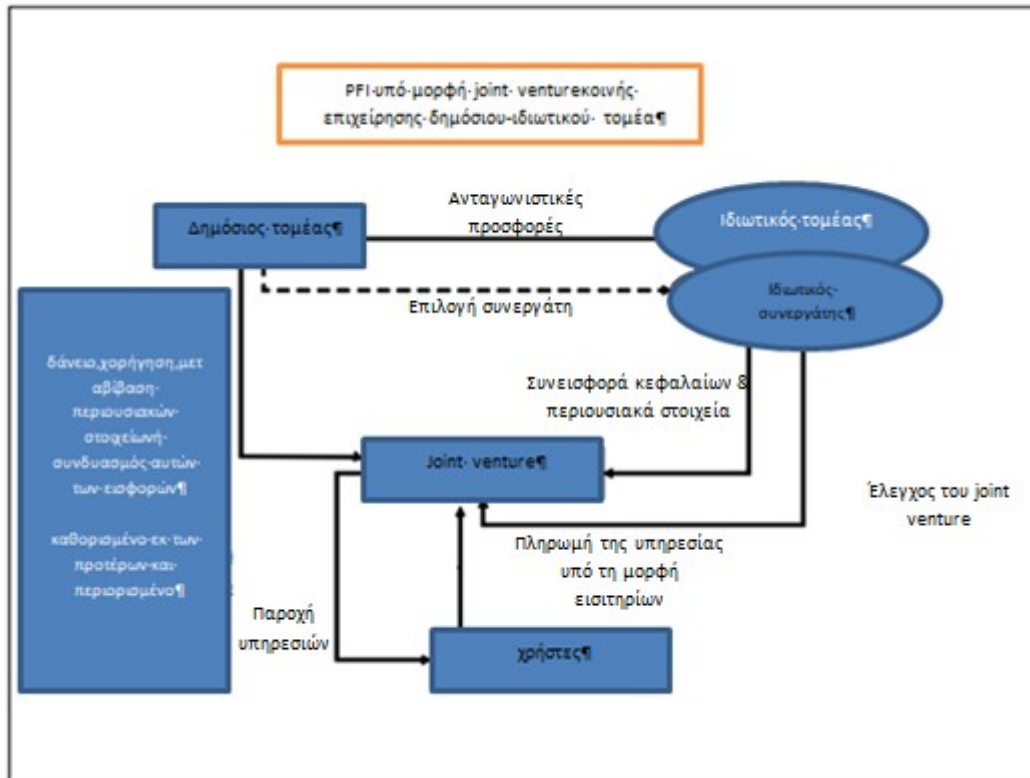 PFI·υπό·μορφή·joint·ventureκοινής·
επιχείρησης·δημόσιου-ιδιωτικού·τομέα¶
Ανταγωνιστικές
προσφορές
Δημόσιος·τομέας¶
Ιδιωτικός·τομέας¶
Ιδιωτικός·
συνεργάτης¶
Επιλογή συνεργάτη
δάνειο,χορήγηση,μετ
αβίβαση·
περιουσιακών·
στοιχείωνή·
συνδυασμός·αυτών·
των·εισφορών¶
καθορισμένο·εκ·των·
προτέρων·και·
περιορισμένο¶
Συνεισφορά κεφαλαίων &
περιουσιακά στοιχεία
Joint·venture¶
Έλεγχος του joint
venture
Πληρωμή της υπηρεσίας
υπό τη μορφή
εισιτηρίων
Παροχή
υπηρεσιών
χρήστες¶